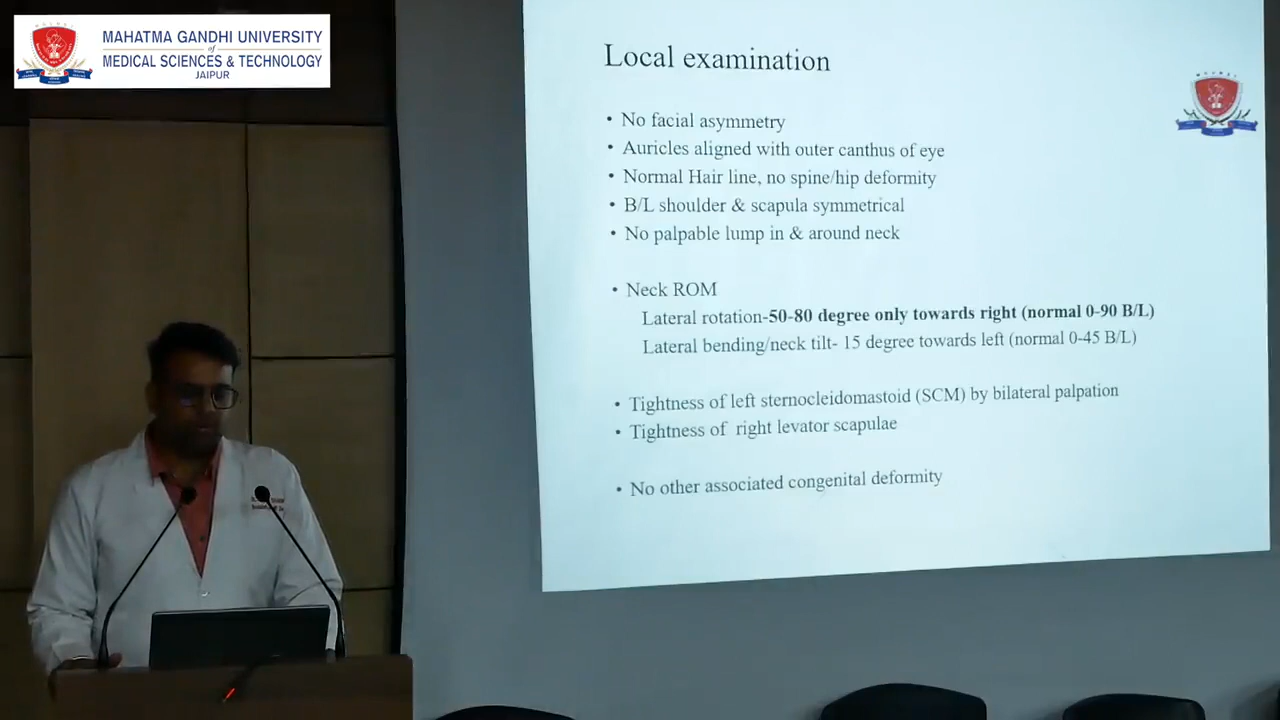 MAHATMA GANDHI UNIVERSITY
of
MEDICAL SCIENCES & TECHNOLOGY
JAIPUR
Local examination
• No facial asymmetry
• Auricles aligned with outer canthus of eye
• Normal Hair line, no spine/hip deformity
• B/L shoulder & scapula symmetrical
• No palpable lump in & around neck
• Neck ROM
Lateral rotation-50-80 degree only towards right (normal 0-90 B/L)
Lateral bending/neck tilt- 15 degree towards left (normal 0-45 B/L)
• Tightness of left sternocleidomastoid (SCM) by bilateral palpation
• Tightness of right levator scapulae
• No other associated congenital deformity